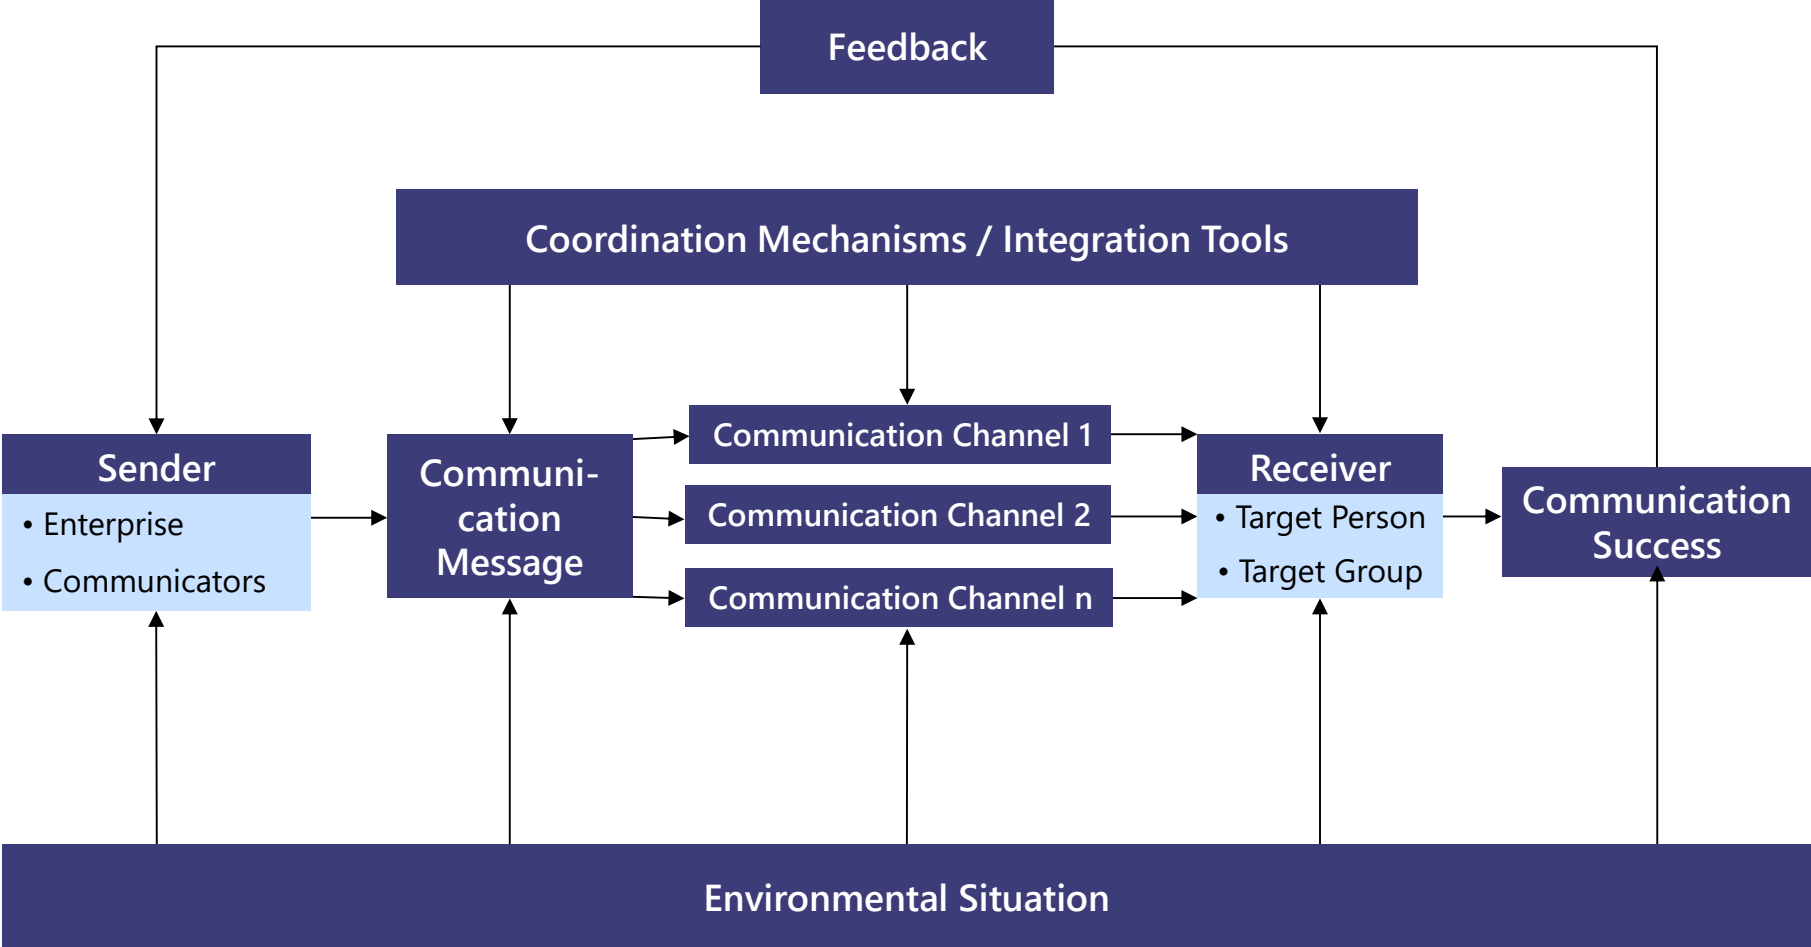 Feedback
Coordination Mechanisms / Integration Tools
Sender
• Enterprise
• Communicators
Communi-
cation
Message
Communication Channel 1
Communication Channel 2
Communication Channel n
Receiver
• Target Person
• Target Group
Communication
Success
Environmental Situation